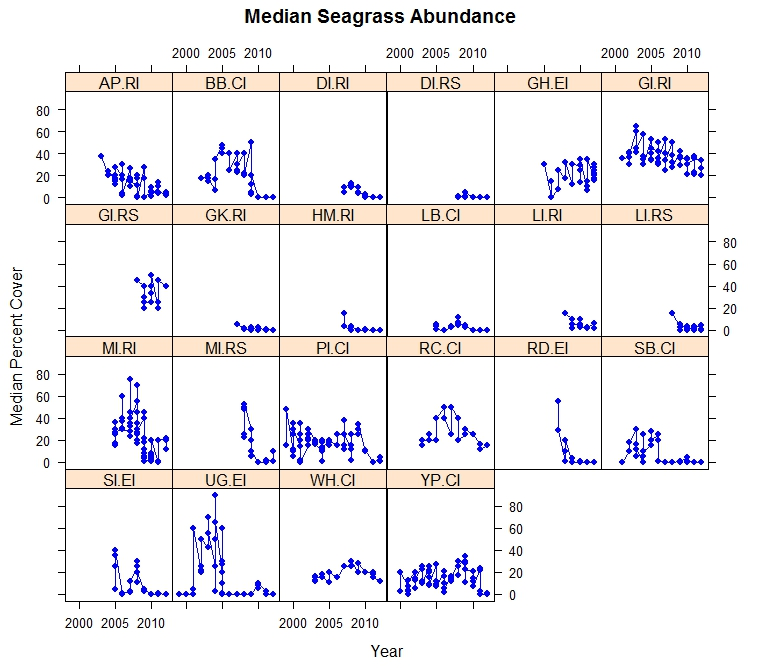 Median Seagrass Abundance
2000 2005 2010 2000 2005 2010 2000 2005 2010
AP.RI BB.CI DI.RI DI.RS GH.EI GI.RI
80
60
40
20
0
GI.RS GK.RI HM.RI LB.CI LI.RI LI.RS
80
60
40
20
0
MI.RI MI.RS PI.CI RC.CI RD.EI SB.CI
80
60
40
20
0
SI.EI UG.EI WH.CI YP.CI
80
60
40
20
0
2000 2005 2010 2000 2005 2010
Median Percent Cover
Year